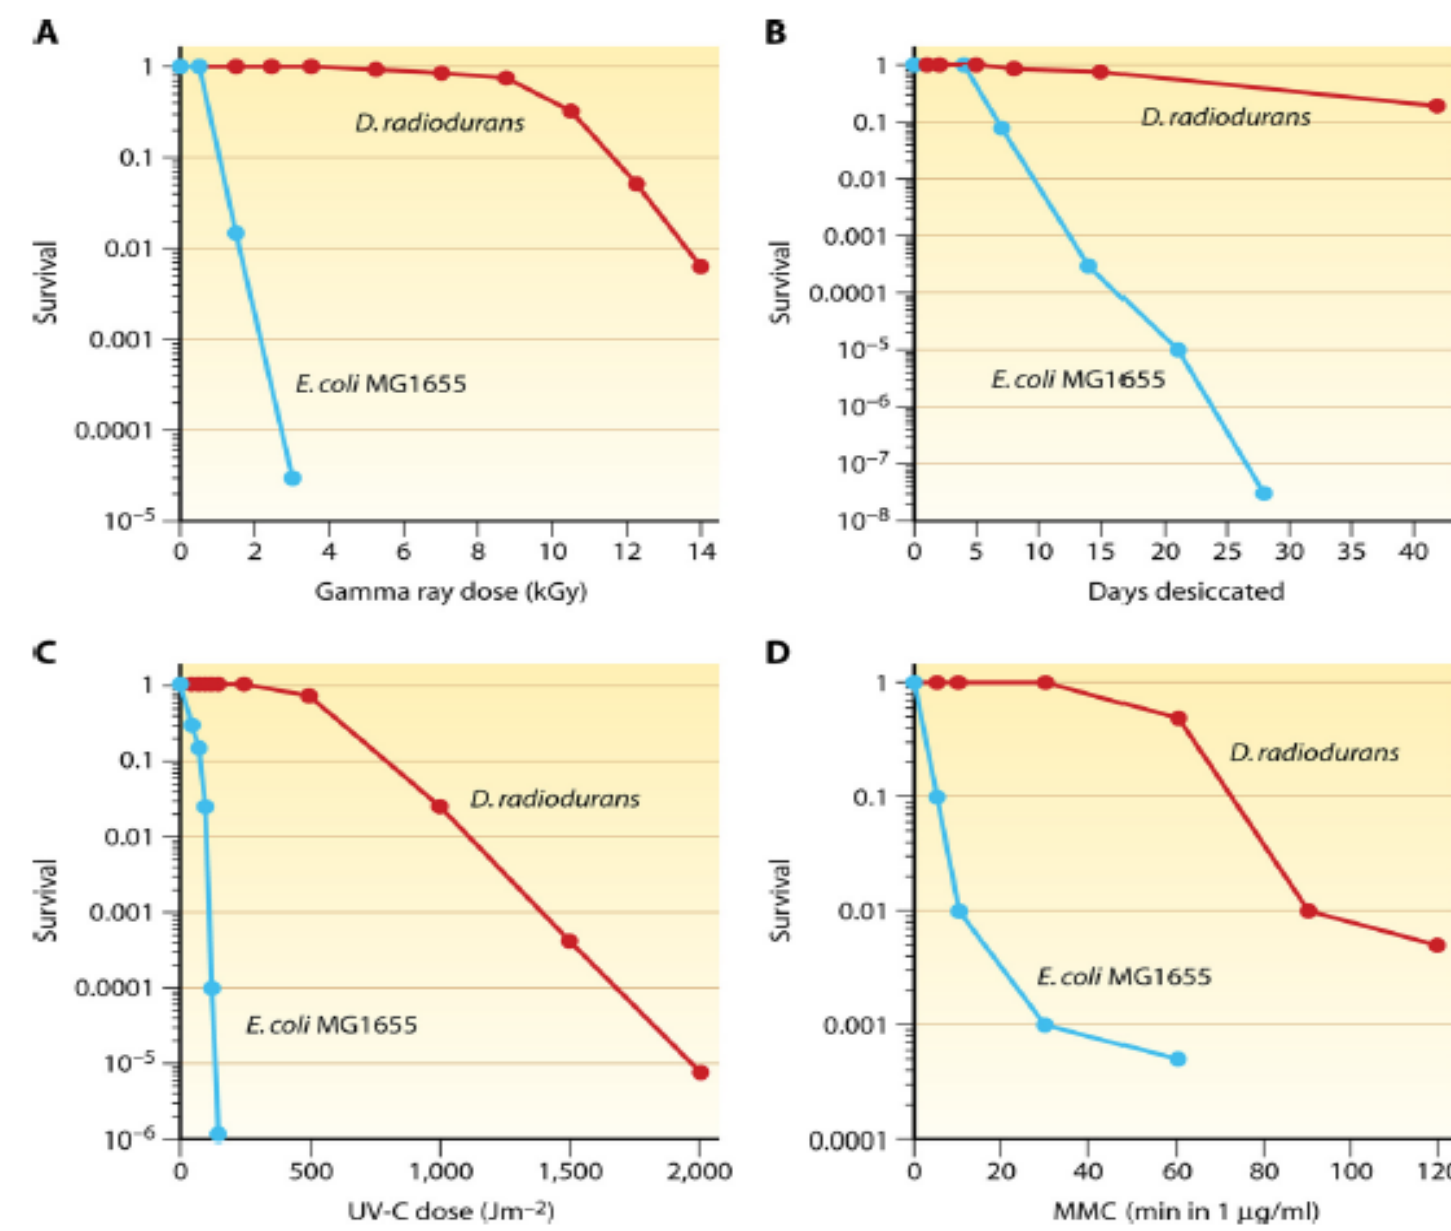 A
1
0.1
0.01
0.001
0.0001
10⁻⁵
Survival
D. radiodurans
E. coli MG1655
0 2 4 6 8 10 12 14
Gamma ray dose (kGy)
B
1
0.1
0.01
0.001
0.0001
10⁻⁵
10⁻⁶
10⁻⁷
10⁻⁸
Survival
D. radiodurans
E. coli MG1655
0 5 10 15 20 25 30 35 40
Days desiccated
C
1
0.1
0.01
0.001
0.0001
10⁻⁵
10⁻⁶
Survival
D. radiodurans
E. coli MG1655
0 500 1,000 1,500 2,000
UV-C dose (Jm⁻²)
D
1
0.1
0.01
0.001
0.0001
Survival
D. radiodurans
E. coli MG1655
0 20 40 60 80 100 120
MMC (min in 1 µg/ml)